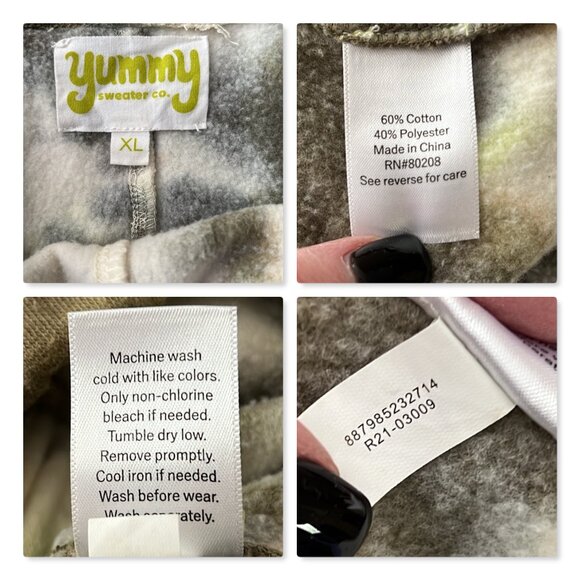 yummy
sweater co.
XL
60% Cotton
40% Polyester
Made in China
RN#80208
See reverse for care
Machine wash
cold with like colors.
Only non-chlorine
bleach if needed.
Tumble dry low.
Remove promptly.
Cool iron if needed.
Wash before wear.
Wash separately.
887985232714
R21-03009